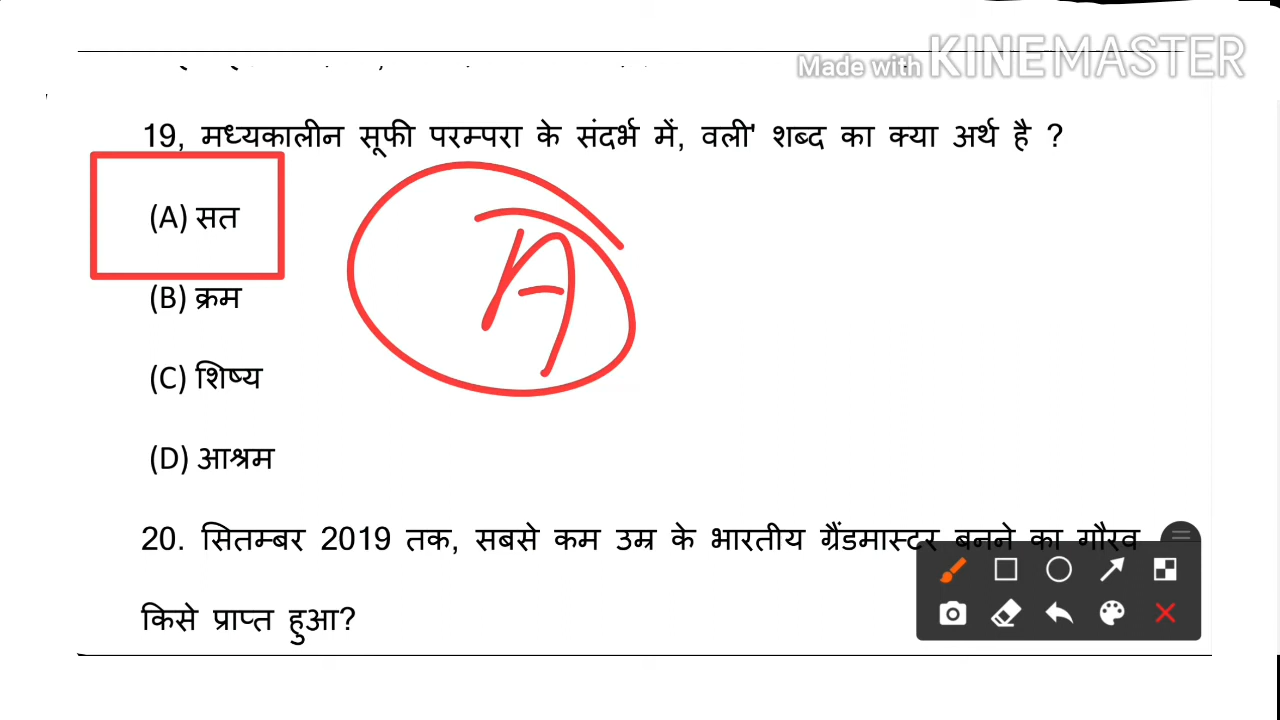 Made with KINEMASTER
19, मध्यकालीन सूफी परम्परा के संदर्भ में, वली' शब्द का क्या अर्थ है ?
(A) सत
A
(B) क्रम
(C) शिष्य
(D) आश्रम
20. सितम्बर 2019 तक, सबसे कम उम्र के भारतीय ग्रैंडमास्टर बनने का गौरव
किसे प्राप्त हुआ?